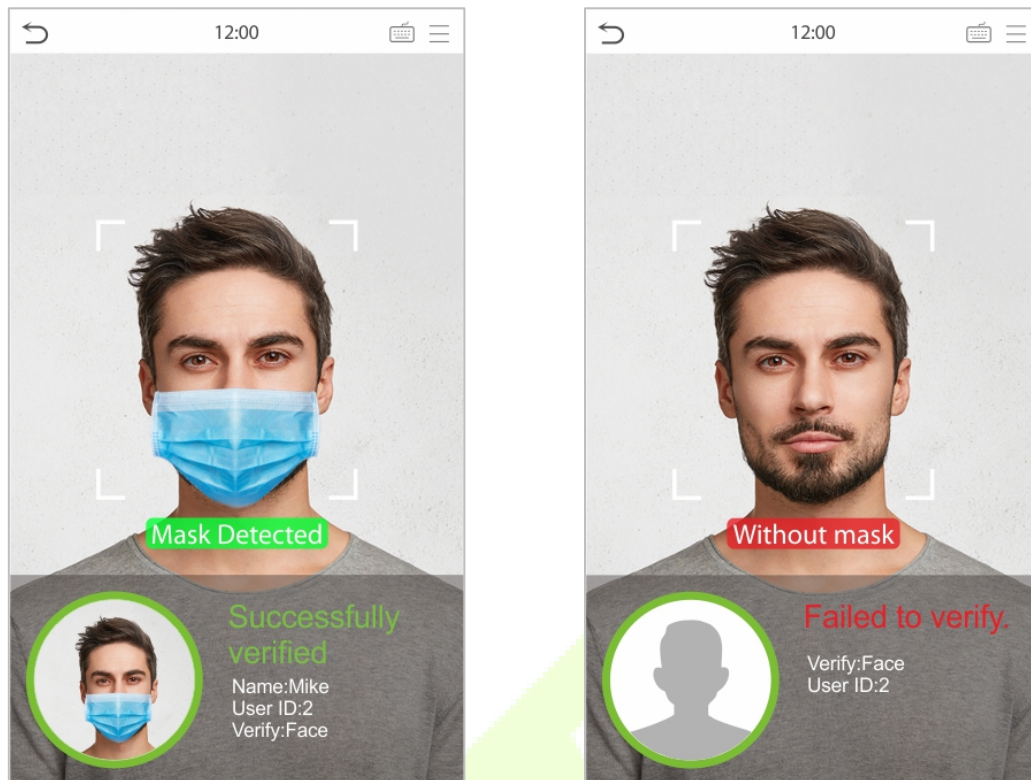 12:00
Mask Detected
Successfully
verified
Name:Mike
User ID:2
Verify:Face
12:00
Without mask
Failed to verify.
Verify:Face
User ID:2